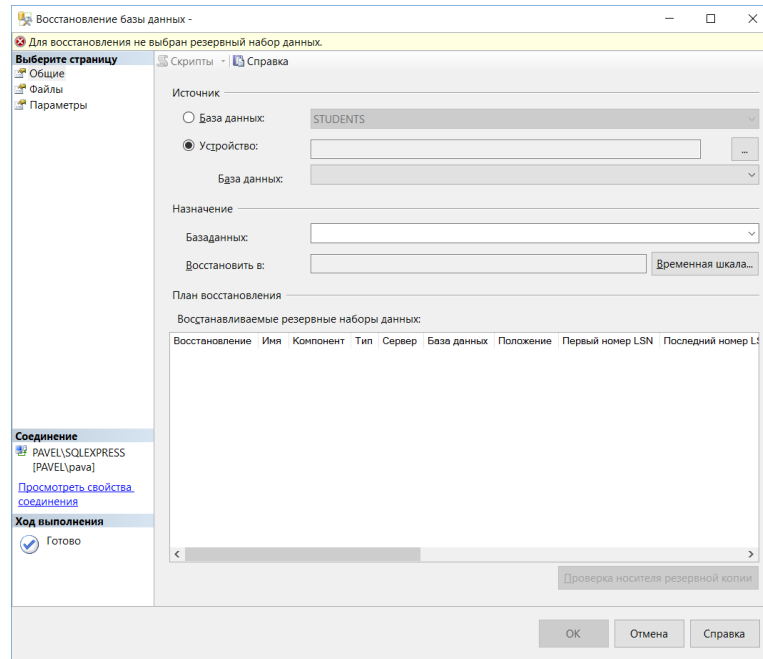 Восстановление базы данных -
Для восстановления не выбран резервный набор данных.
Выберите страницу
Общие
Файлы
Параметры
Скрипты
Справка
Источник
База данных:
STUDENTS
Устройство:
...
База данных:
Назначение
Базаданных:
Восстановить в:
Временная шкала...
План восстановления
Восстанавливаемые резервные наборы данных:
Восстановление Имя Компонент Тип Сервер База данных Положение Первый номер LSN Последний номер LS
Соединение
PAVEL\SQLEXPRESS
[PAVEL\pava]
Просмотреть свойства
соединения
Ход выполнения
Готово
Проверка носителя резервной копии
ОК
Отмена
Справка